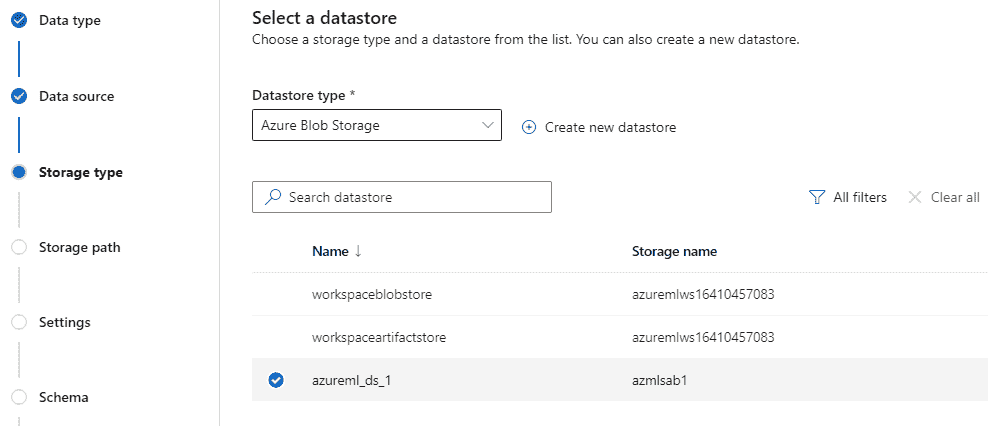 Data type
Data source
Storage type
Storage path
Settings
Schema
Select a datastore
Choose a storage type and a datastore from the list. You can also create a new datastore.
Datastore type *
Azure Blob Storage
Create new datastore
Search datastore
All filters
Clear all
Name ↓ Storage name
workspaceblobstore azuremlws16410457083
workspaceartifactstore azuremlws16410457083
azureml_ds_1 azmlsab1